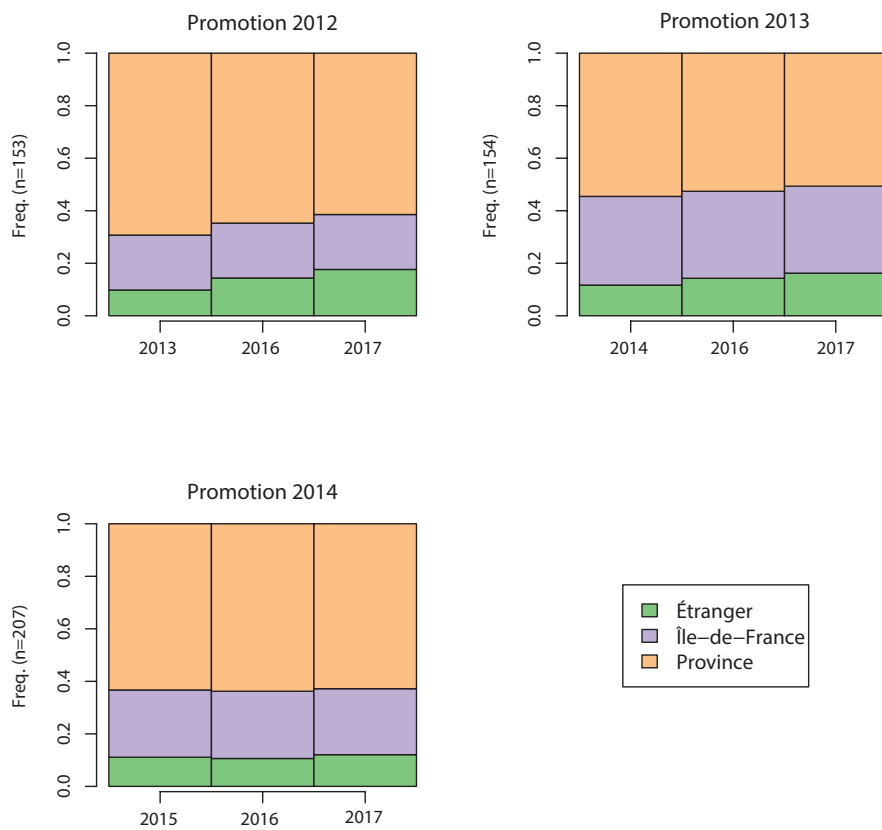 Promotion 2012
Freq. (n=153)
0.0 0.2 0.4 0.6 0.8 1.0
2013 2016 2017
Promotion 2013
Freq. (n=154)
0.0 0.2 0.4 0.6 0.8 1.0
2014 2016 2017
Promotion 2014
Freq. (n=207)
0.0 0.2 0.4 0.6 0.8 1.0
2015 2016 2017
Étranger
Île−de−France
Province